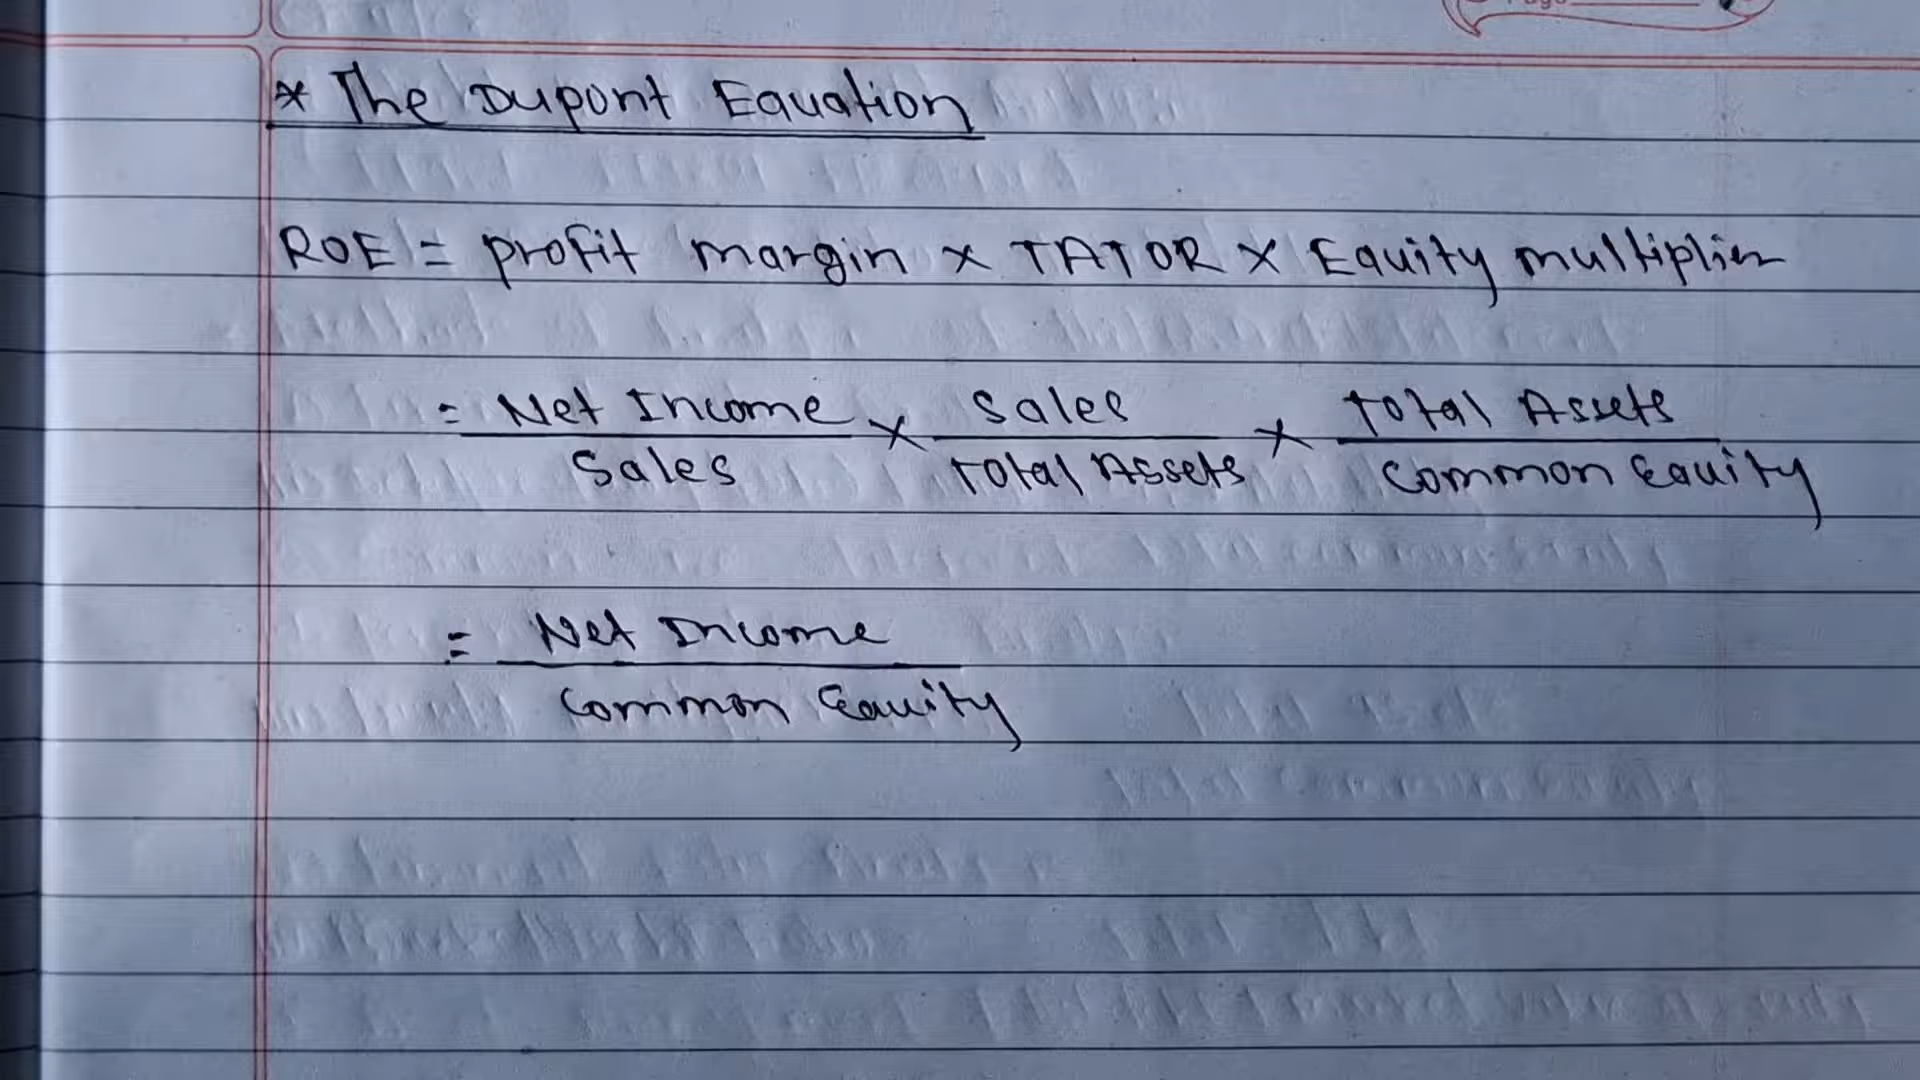 * The Dupont Equation
ROE = profit margin × TATOR × Equity multiplier
= Net Income / Sales × Sales / Total Assets × Total Assets / Common Equity
= Net Income / Common Equity